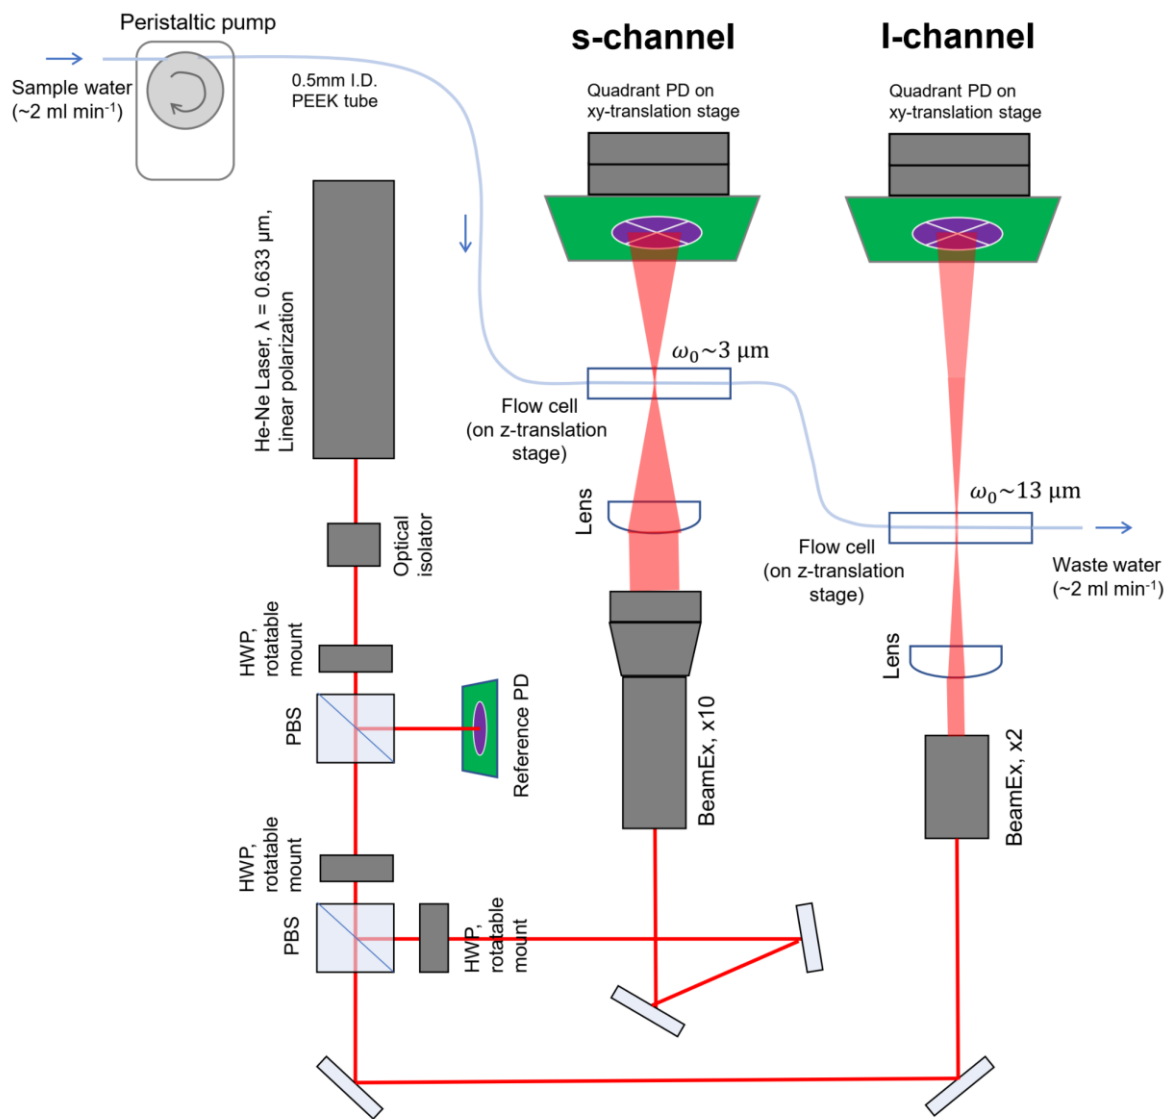 Peristaltic pump
Sample water
(~2 ml min⁻¹)
0.5mm I.D.
PEEK tube
s-channel
l-channel
Quadrant PD on
xy-translation stage
Quadrant PD on
xy-translation stage
He-Ne Laser, λ = 0.633 µm,
Linear polarization
ω₀~3 µm
Flow cell
(on z-translation
stage)
Lens
ω₀~13 µm
Flow cell
(on z-translation
stage)
Waste water
(~2 ml min⁻¹)
Optical
isolator
Lens
HWP,
rotatable
mount
PBS
Reference PD
BeamEx, x10
BeamEx, x2
HWP,
rotatable
mount
PBS
HWP,
rotatable
mount